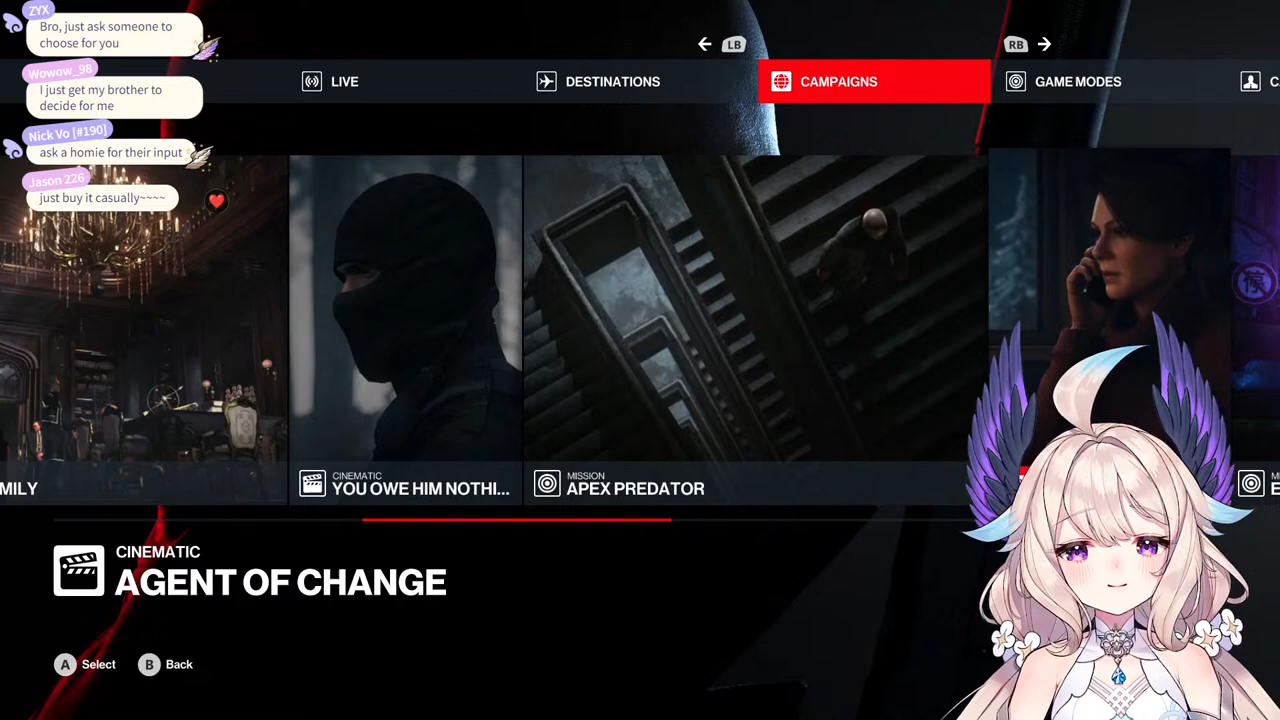 ZYX
Bro, just ask someone to
choose for you
Wowow_98
I just get my brother to
decide for me
Nick Vo [#190]
ask a homie for their input
Jason 226
just buy it casually~~~~
LB
RB
LIVE
DESTINATIONS
CAMPAIGNS
GAME MODES
C
停
MILY
CINEMATIC
YOU OWE HIM NOTHI...
MISSION
APEX PREDATOR
M
E
CINEMATIC
AGENT OF CHANGE
A Select
B Back